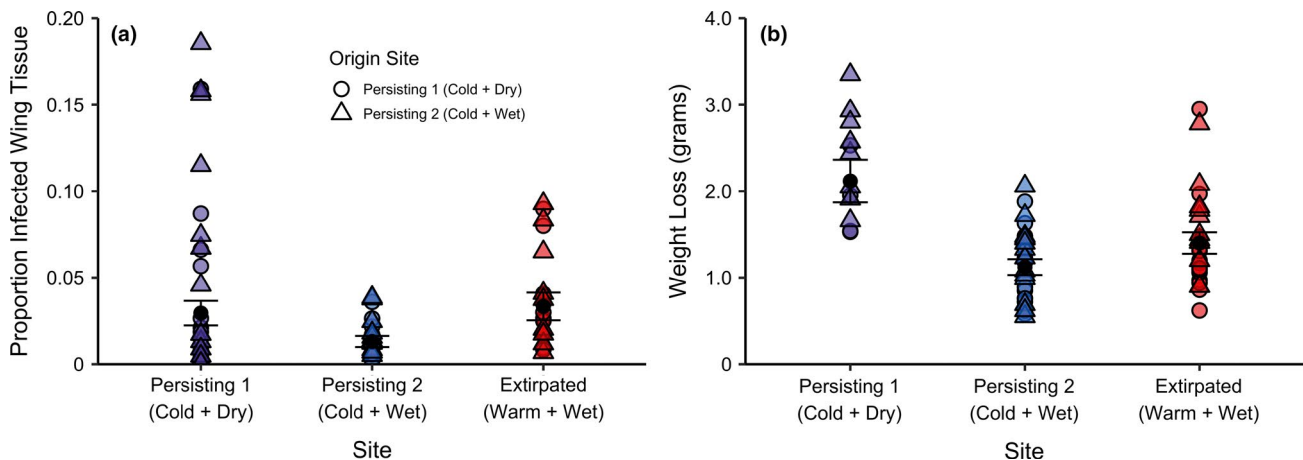 (a)
Proportion Infected Wing Tissue
0.20
0.15
0.10
0.05
0
Origin Site
Persisting 1 (Cold + Dry)
Persisting 2 (Cold + Wet)
Persisting 1
(Cold + Dry)
Persisting 2
(Cold + Wet)
Extirpated
(Warm + Wet)
Site
(b)
Weight Loss (grams)
4.0
3.0
2.0
1.0
0
Persisting 1
(Cold + Dry)
Persisting 2
(Cold + Wet)
Extirpated
(Warm + Wet)
Site